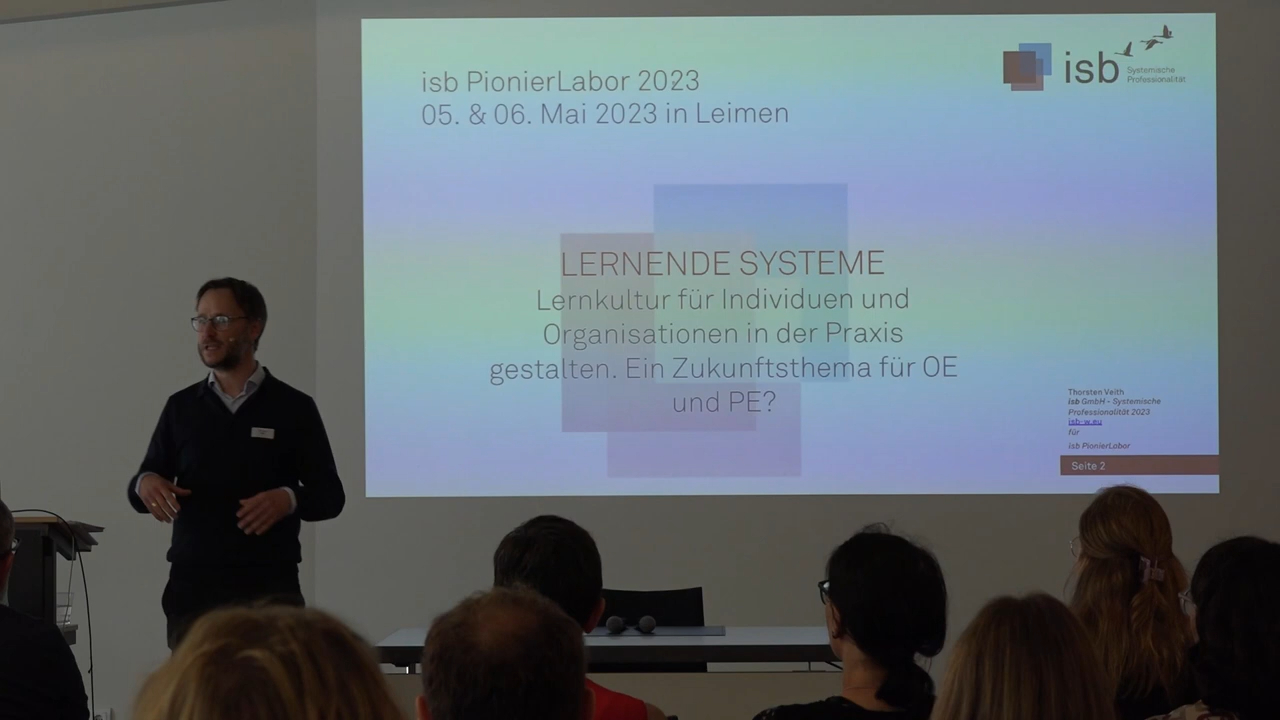 isb PionierLabor 2023
05. & 06. Mai 2023 in Leimen
isb
Systemische
Professionalität
LERNENDE SYSTEME
Lernkultur für Individuen und
Organisationen in der Praxis
gestalten. Ein Zukunftsthema für OE
und PE?
Thorsten Veith
isb GmbH - Systemische
Professionalität 2023
isb-w.eu
für
isb PionierLabor
Seite 2